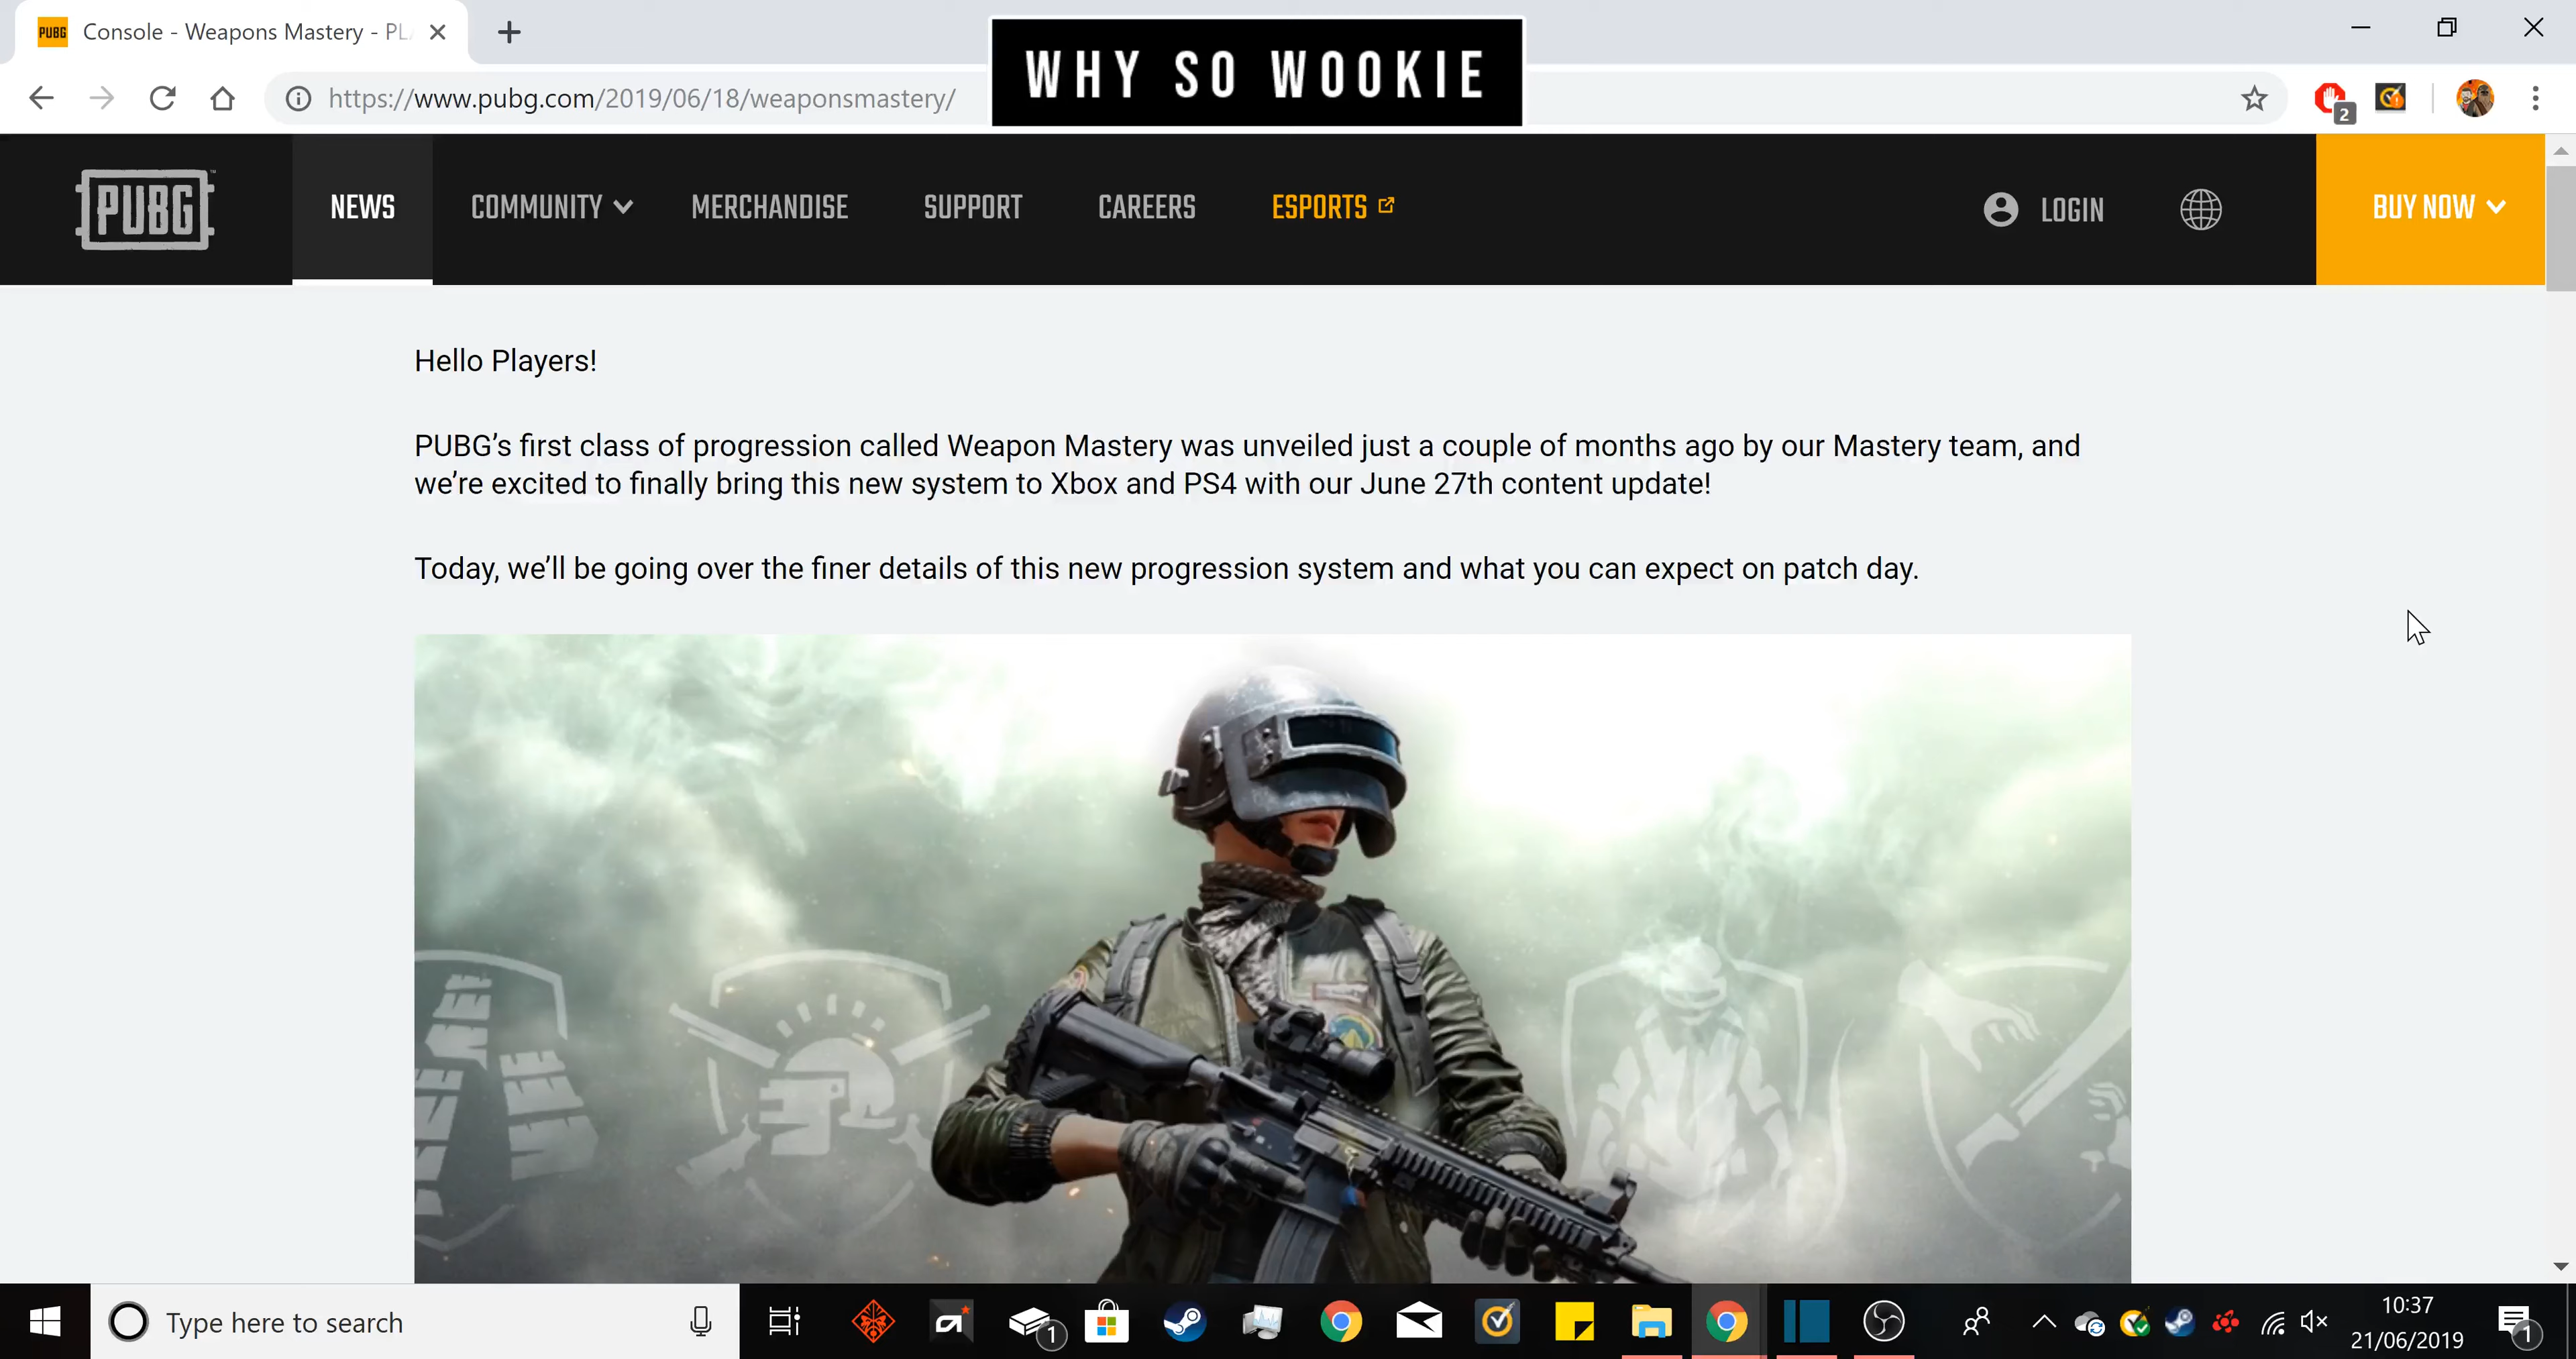 PUBG Console - Weapons Mastery - PL
WHY SO WOOKIE
https://www.pubg.com/2019/06/18/weaponsmastery/
2
PUBG NEWS COMMUNITY MERCHANDISE SUPPORT CAREERS ESPORTS LOGIN BUY NOW
Hello Players!
PUBG’s first class of progression called Weapon Mastery was unveiled just a couple of months ago by our Mastery team, and
we’re excited to finally bring this new system to Xbox and PS4 with our June 27th content update!
Today, we’ll be going over the finer details of this new progression system and what you can expect on patch day.
Type here to search
1
10:37
21/06/2019
1